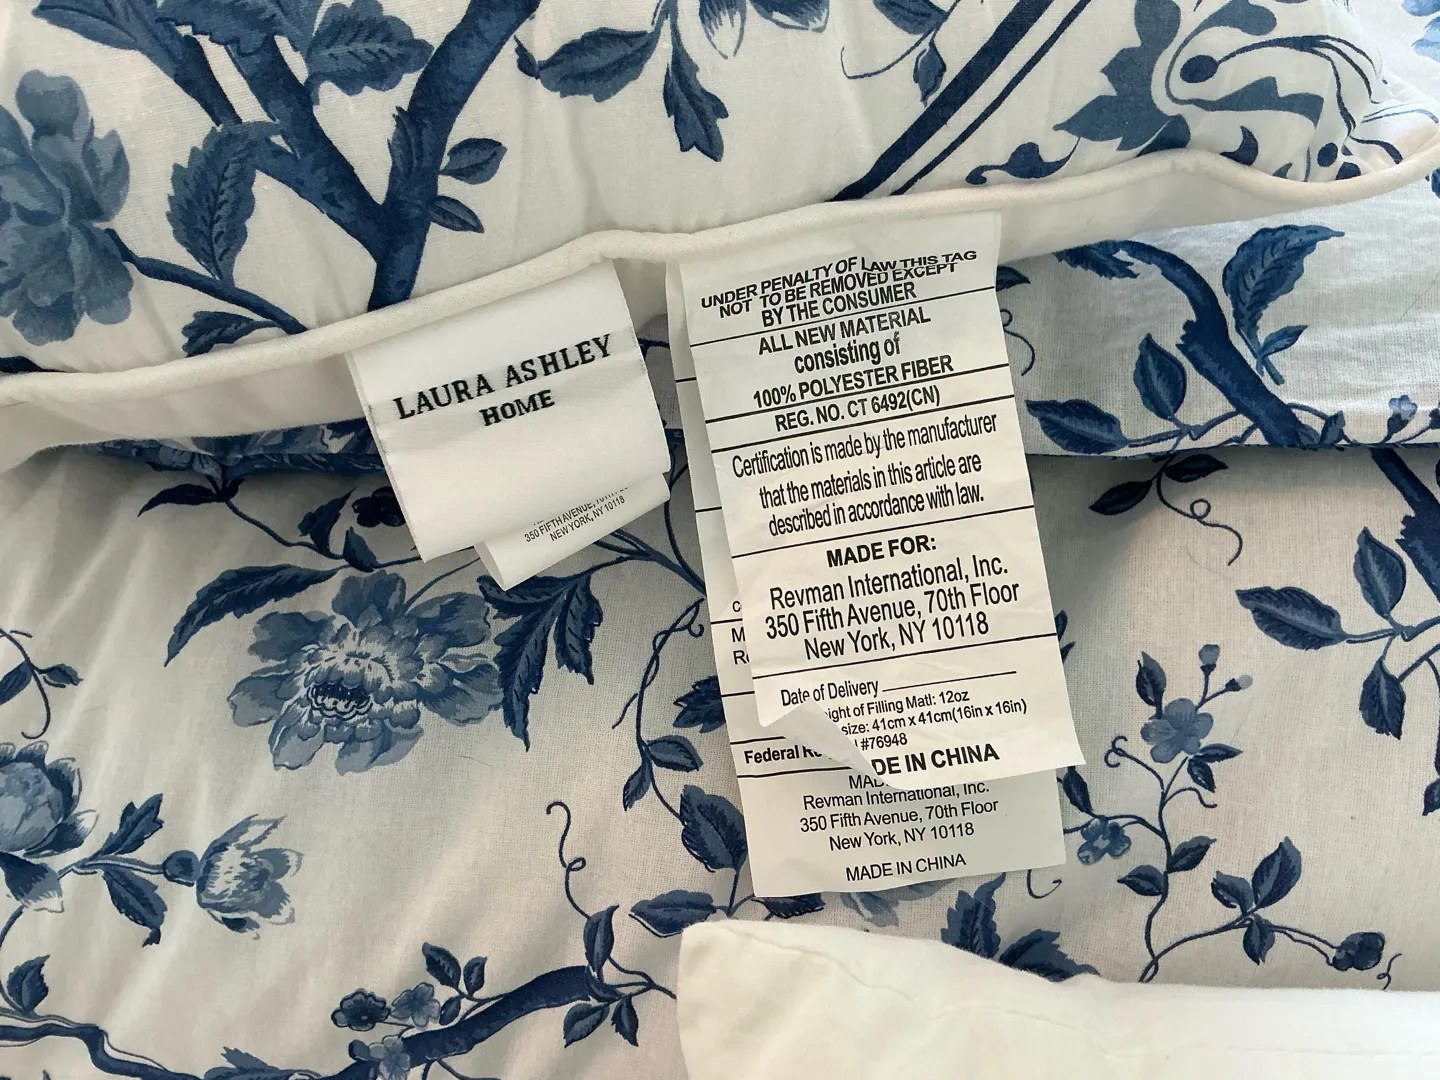 LAURA ASHLEY
HOME
350 FIFTH AVENUE, 70TH
NEW YORK, NY 10118
UNDER PENALTY OF LAW THIS TAG
NOT TO BE REMOVED EXCEPT
BY THE CONSUMER
ALL NEW MATERIAL
consisting of
100% POLYESTER FIBER
REG. NO. CT 6492(CN)
Certification is made by the manufacturer
that the materials in this article are
described in accordance with law.
MADE FOR:
Revman International, Inc.
350 Fifth Avenue, 70th Floor
New York, NY 10118
Date of Delivery
ight of Filling Matl: 12oz
size: 41cm x 41cm(16in x 16in)
#76948
DE IN CHINA
Federal R
MAD
Revman International, Inc.
350 Fifth Avenue, 70th Floor
New York, NY 10118
MADE IN CHINA